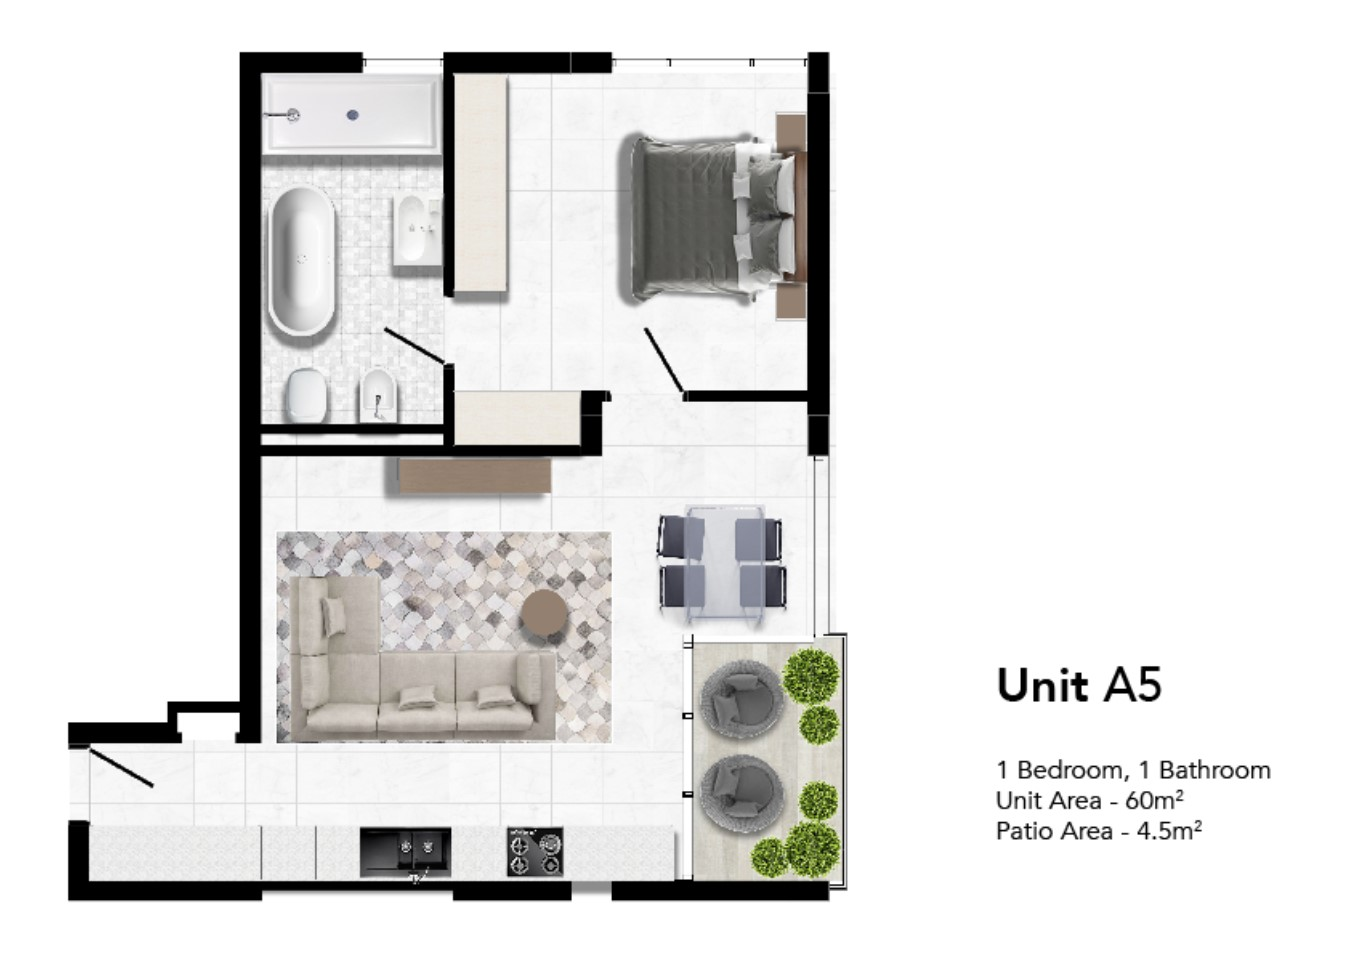 Unit A5
1 Bedroom, 1 Bathroom
Unit Area - 60m²
Patio Area - 4.5m²